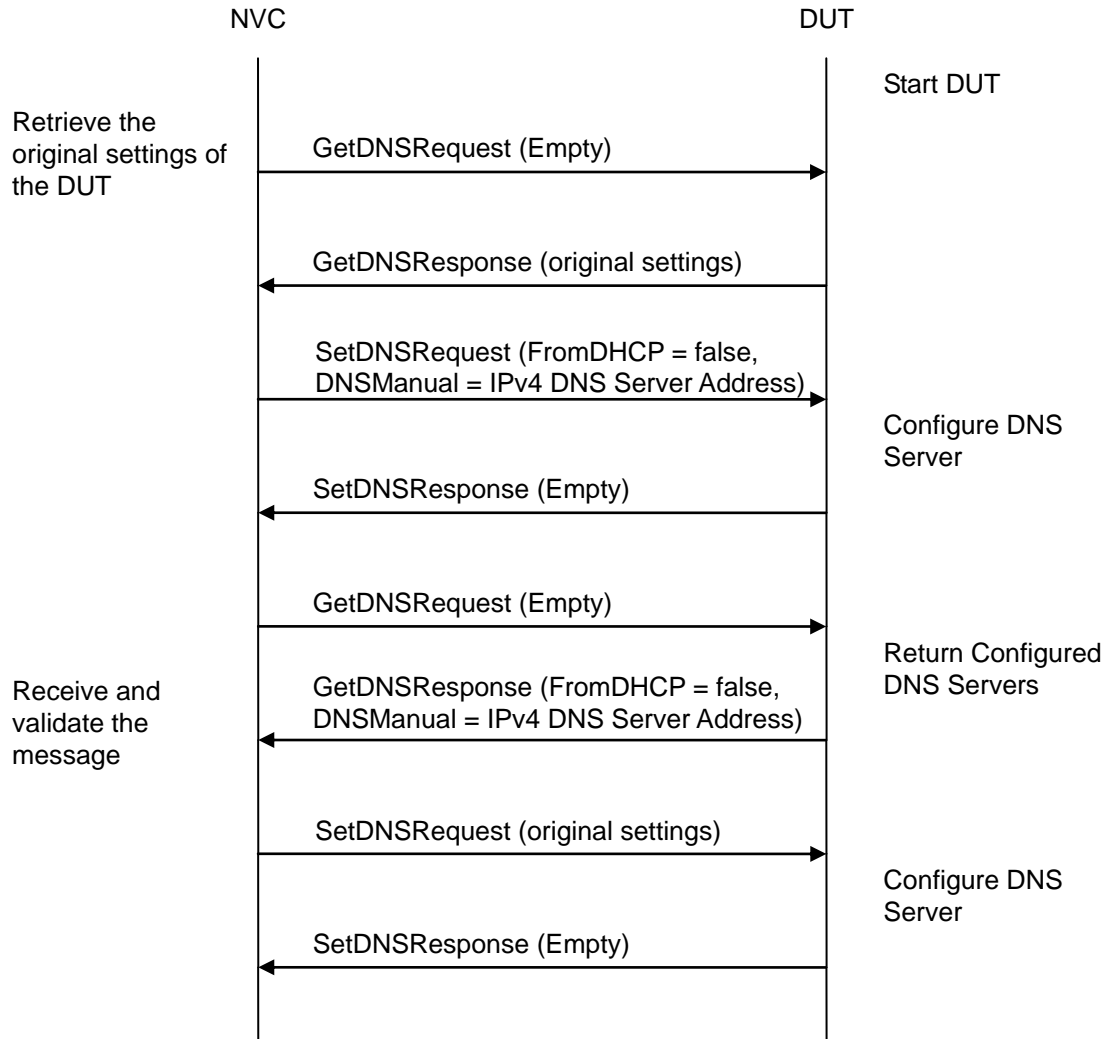 NVC
DUT
Start DUT
Retrieve the
original settings of
the DUT
GetDNSRequest (Empty)
GetDNSResponse (original settings)
SetDNSRequest (FromDHCP = false,
DNSManual = IPv4 DNS Server Address)
Configure DNS
Server
SetDNSResponse (Empty)
GetDNSRequest (Empty)
Return Configured
DNS Servers
Receive and
validate the
message
GetDNSResponse (FromDHCP = false,
DNSManual = IPv4 DNS Server Address)
SetDNSRequest (original settings)
Configure DNS
Server
SetDNSResponse (Empty)